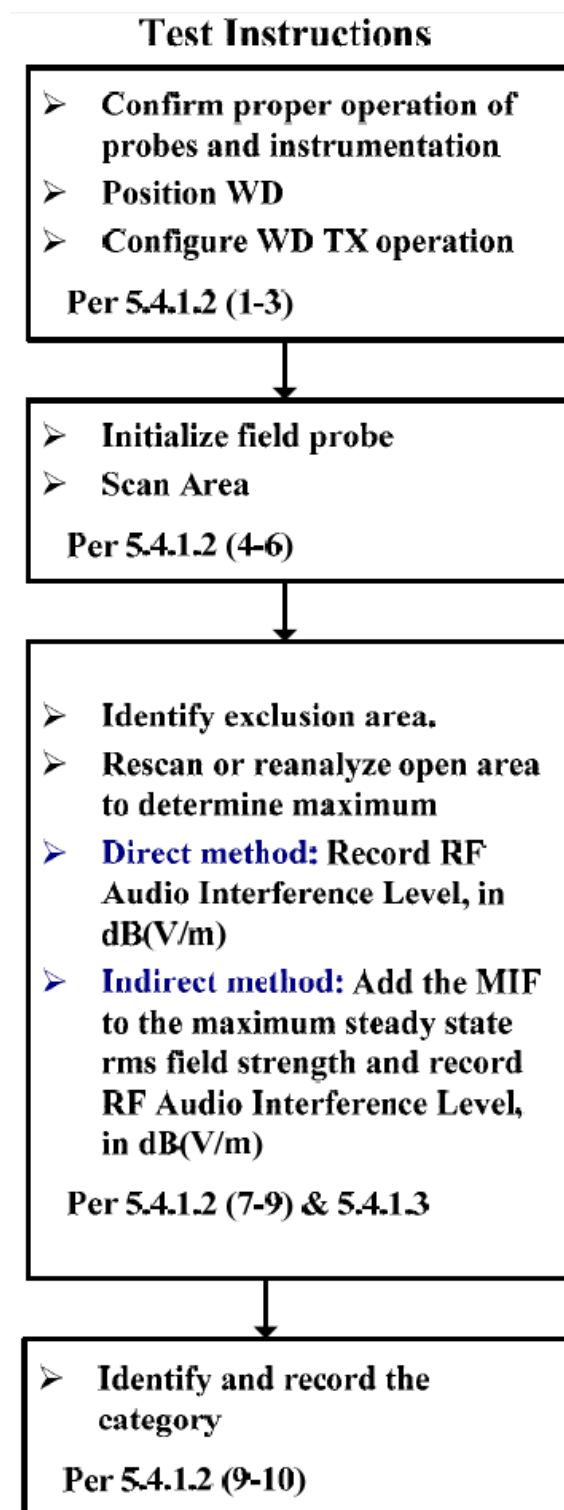 Test Instructions
➢ Confirm proper operation of
probes and instrumentation
➢ Position WD
➢ Configure WD TX operation
Per 5.4.1.2 (1-3)
➢ Initialize field probe
➢ Scan Area
Per 5.4.1.2 (4-6)
➢ Identify exclusion area.
➢ Rescan or reanalyze open area
to determine maximum
➢ Direct method: Record RF
Audio Interference Level, in
dB(V/m)
➢ Indirect method: Add the MIF
to the maximum steady state
rms field strength and record
RF Audio Interference Level,
in dB(V/m)
Per 5.4.1.2 (7-9) & 5.4.1.3
➢ Identify and record the
category
Per 5.4.1.2 (9-10)